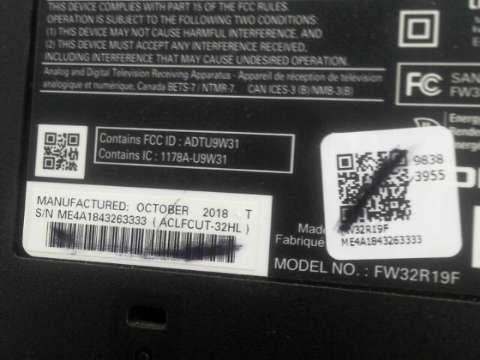 THIS DEVICE COMPLIES WITH PART 15 OF THE FCC RULES.
OPERATION IS SUBJECT TO THE FOLLOWING TWO CONDITIONS:
(1) THIS DEVICE MAY NOT CAUSE HARMFUL INTERFERENCE, AND
(2) THIS DEVICE MUST ACCEPT ANY INTERFERENCE RECEIVED,
INCLUDING INTERFERENCE THAT MAY CAUSE UNDESIRED OPERATION.
Analog and Digital Television Receiving Apparatus - Appareil de réception de télévision
analogique et numérique, Canada BETS-7 / NTMR-7. CAN ICES-3 (B)/NMB-3(B)
FC
SAN
FW3
Energy
Rende
Energe
Contains FCC ID : ADTU9W31
Contains IC : 1178A-U9W31
9838
3955
MANUFACTURED: OCTOBER 2018 T
S/N ME4A1843263333 ( ACLFCUT-32HL )
Made
Fabriqué
FW32R19F
ME4A1843263333
MODEL NO. : FW32R19F